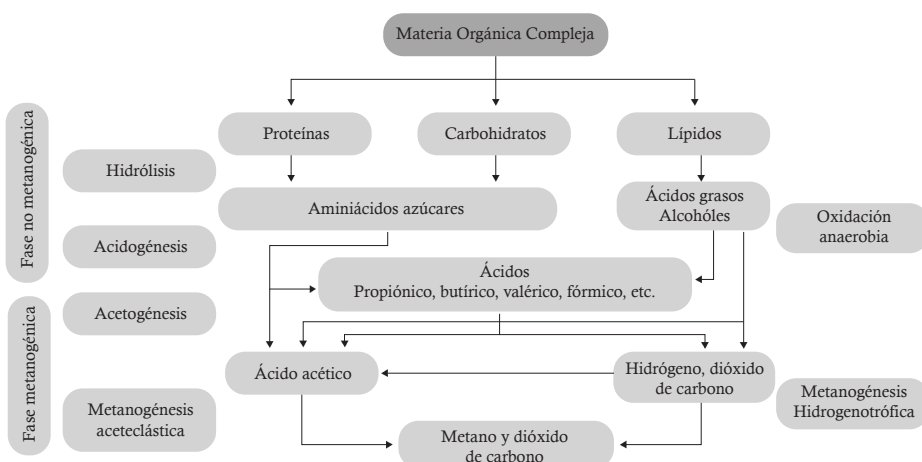 Materia Orgánica Compleja
Fase no metanogénica
Proteínas
Carbohidratos
Lípidos
Hidrólisis
Aminiácidos azúcares
Ácidos grasos
Alcohóles
Oxidación
anaerobia
Acidogénesis
Ácidos
Propiónico, butírico, valérico, fórmico, etc.
Fase metanogénica
Acetogénesis
Ácido acético
Hidrógeno, dióxido
de carbono
Metanogénesis
aceteclástica
Metanogénesis
Hidrogenotrófica
Metano y dióxido
de carbono